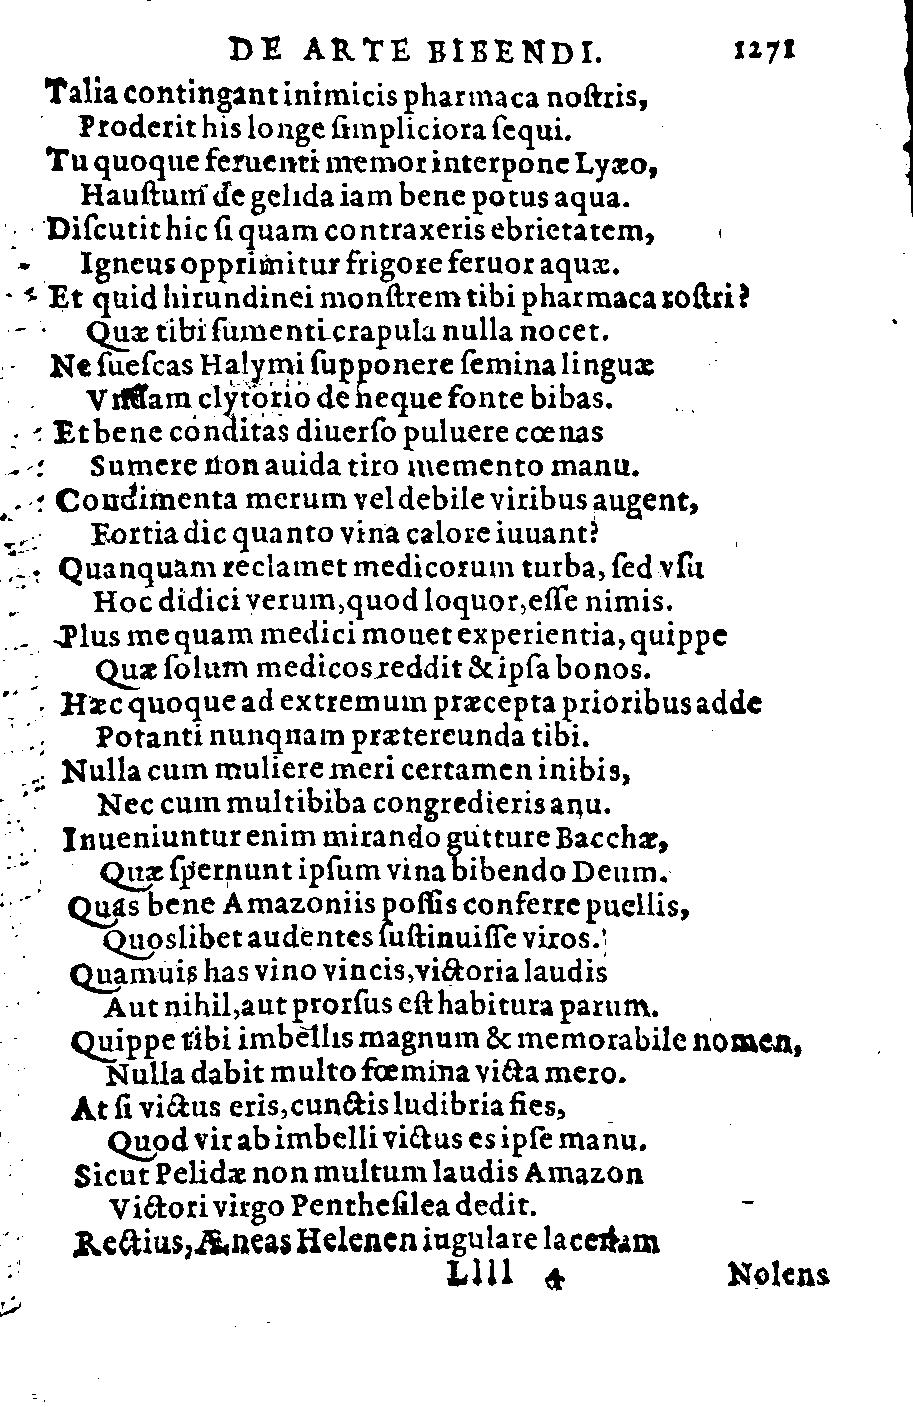 DE ARTE BIBENDI. 1271
Talia contingant inimicis pharmaca noſtris,
Proderit his longe ſimpliciora ſequi.
Tu quoque feruenti memor interpone Lyæo,
Hauſtum de gelida iam bene potus aqua.
Diſcutit hic ſi quam contraxeris ebrietatem,
Igneus opprimitur frigore feruor aquæ.
Et quid hirundinei monſtrem tibi pharmaca roſtri?
Quæ tibi ſumenti crapula nulla nocet.
Ne ſueſcas Halymi ſupponere ſemina linguæ
clytorio de neque fonte bibas.
Et bene conditas diuerſo puluere cœnas
Sumere non auida tiro memento manu.
Condimenta merum vel debile viribus augent,
Fortia dic quanto vina calore iuuant?
Quanquam reclamet medicorum turba, ſed vſu
Hoc didici verum, quod loquor, eſſe nimis.
Plus me quam medici mouet experientia, quippe
Quæ ſolum medicos reddit & ipſa bonos.
Hæc quoque ad extremum præcepta prioribus adde
Potanti nunqnam prætereunda tibi.
Nulla cum muliere meri certamen inibis,
Nec cum multibiba congredieris anu.
Inueniuntur enim mirando gutture Bacchæ,
Quæ ſpernunt ipſum vina bibendo Deum.
Quas bene Amazoniis poſſis conferre puellis,
Quoslibet audentes ſuſtinuiſſe viros.
Quamuis has vino vincis, victoria laudis
Aut nihil, aut prorſus eſt habitura parum.
Quippe tibi imbellis magnum & memorabile nomen,
Nulla dabit multo fœmina victa mero.
At ſi victus eris, cunctis ludibria fies,
Quod vir ab imbelli victus es ipſe manu.
Sicut Pelidæ non multum laudis Amazon
Victori virgo Pentheſilea dedit.
Rectius, Æneas Helenen iugulare lacertam
Llll 4 Nolens